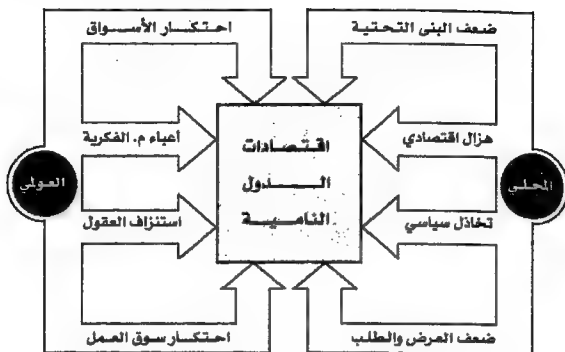 ضعف البنى التحتية
احتكار الأسواق
هزال اقتصادي
اقتصادات
أعباء م. الفكرية
المحلي
الدول
العولمي
تخاذل سياسي
النامية
استنزاف العقول
ضعف العرض والطلب
احتكار سوق العمل